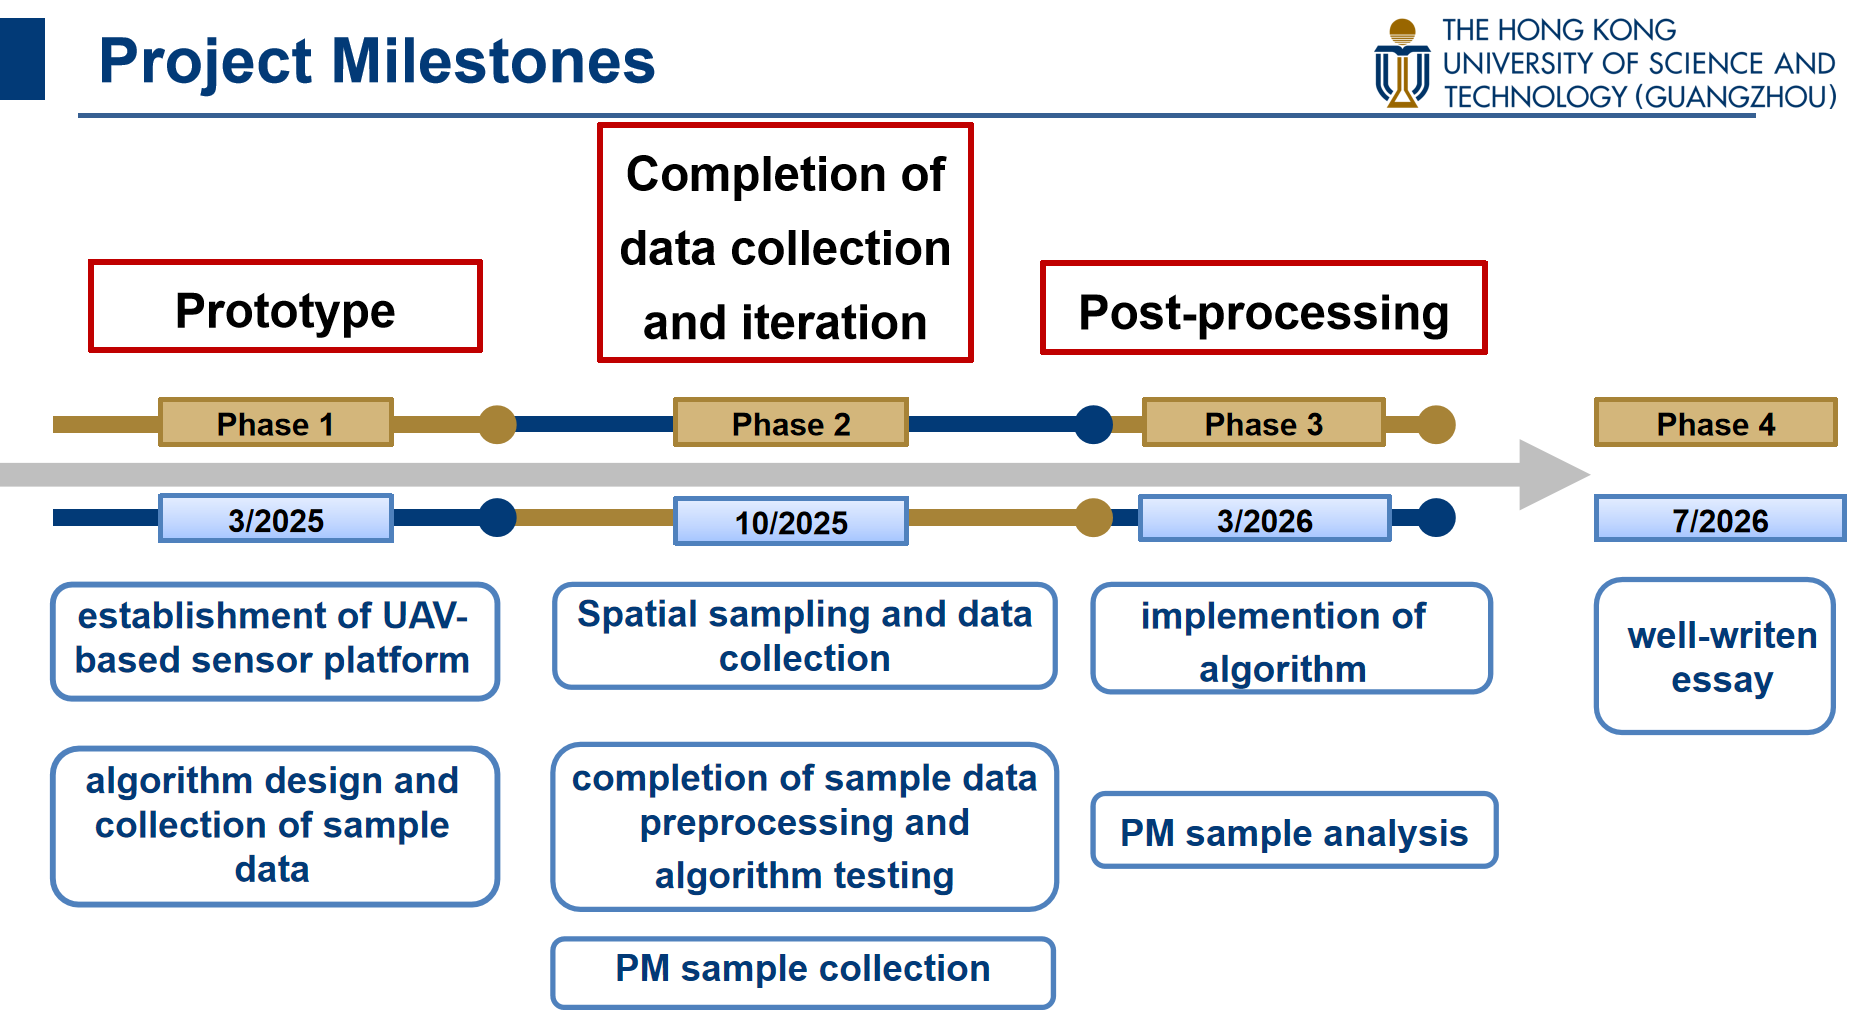 Project Milestones
THE HONG KONG
UNIVERSITY OF SCIENCE AND
TECHNOLOGY (GUANGZHOU)
Prototype
Completion of
data collection
and iteration
Post-processing
Phase 1
Phase 2
Phase 3
Phase 4
3/2025
10/2025
3/2026
7/2026
establishment of UAV-
based sensor platform
algorithm design and
collection of sample
data
Spatial sampling and data
collection
completion of sample data
preprocessing and
algorithm testing
PM sample collection
implemention of
algorithm
PM sample analysis
well-writen
essay